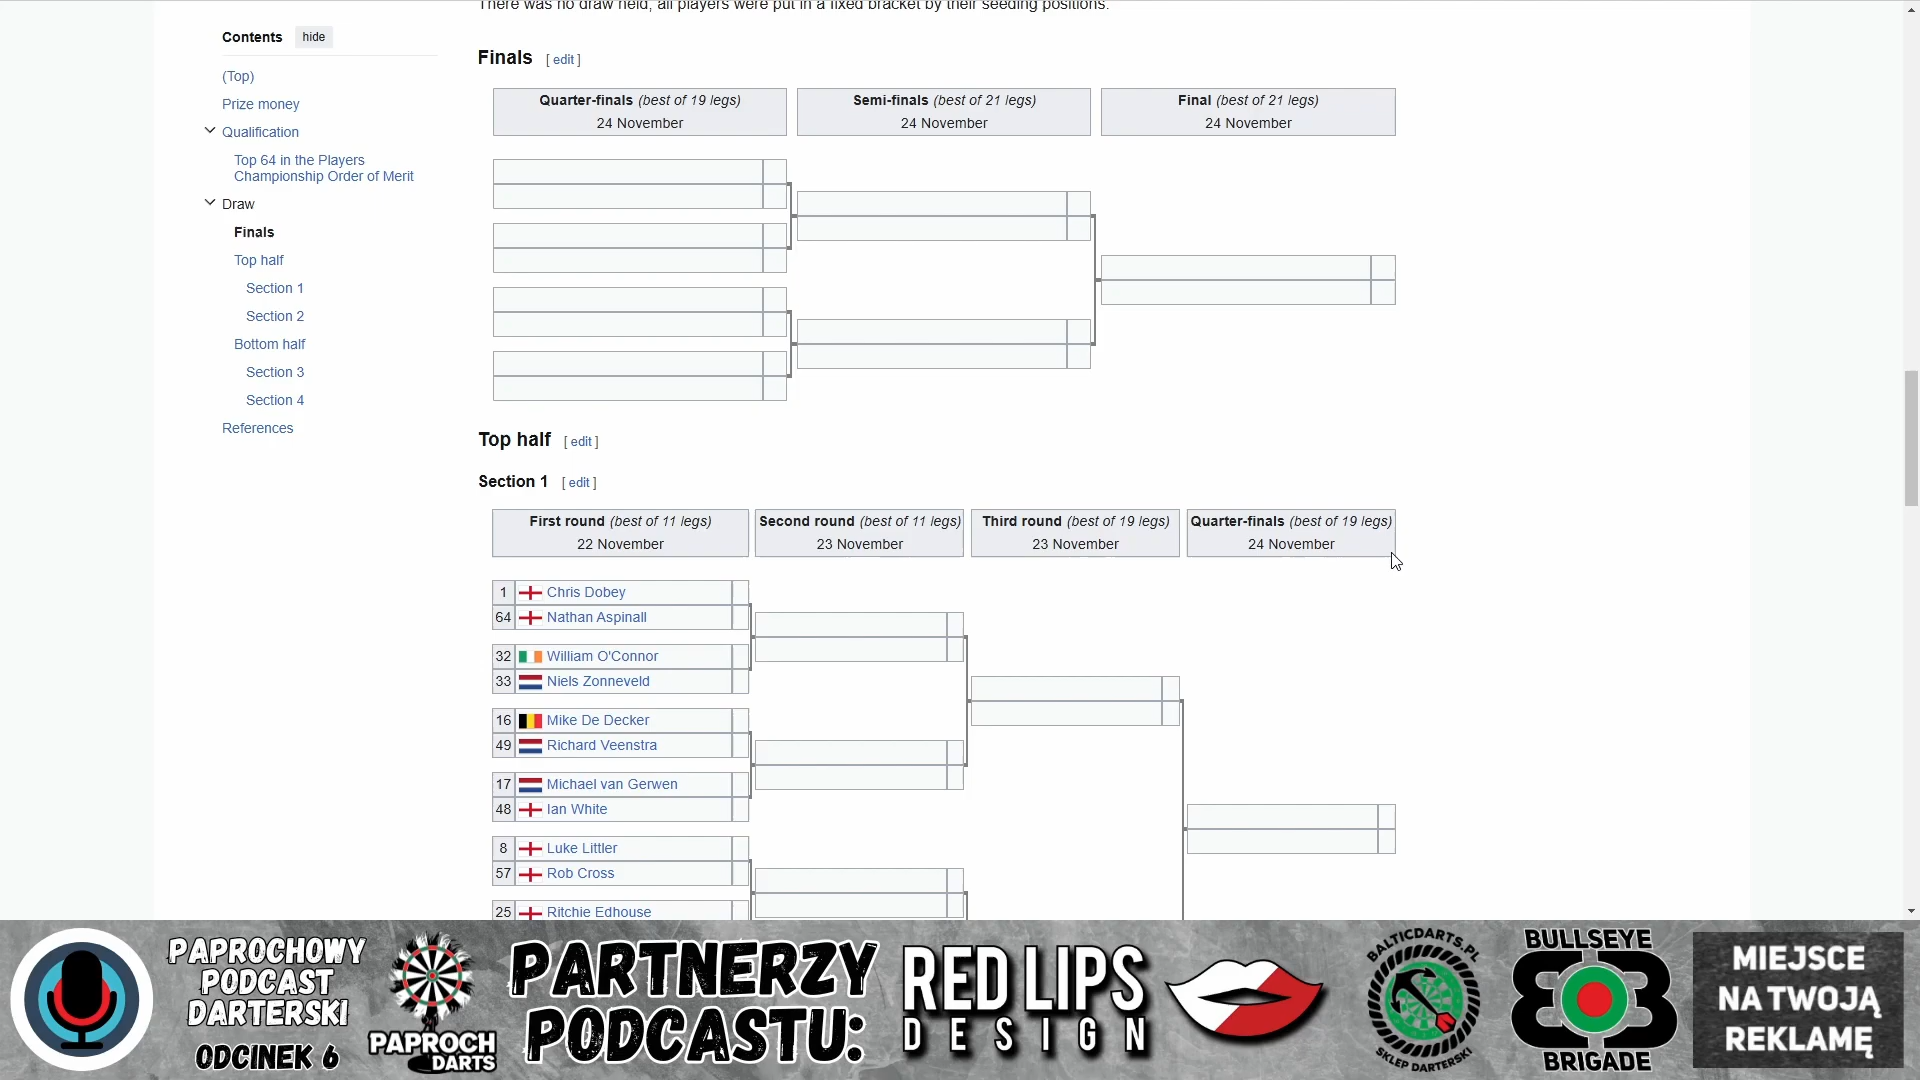 There was no draw held, all players were put in a fixed bracket by their seeding positions.
Contents hide
(Top)
Prize money
Qualification
Top 64 in the Players
Championship Order of Merit
Draw
Finals
Top half
Section 1
Section 2
Bottom half
Section 3
Section 4
References
Finals [ edit ]
Quarter-finals (best of 19 legs)
24 November
Semi-finals (best of 21 legs)
24 November
Final (best of 21 legs)
24 November
Top half [ edit ]
Section 1 [ edit ]
First round (best of 11 legs)
22 November
Second round (best of 11 legs)
23 November
Third round (best of 19 legs)
23 November
Quarter-finals (best of 19 legs)
24 November
1 Chris Dobey
64 Nathan Aspinall
32 William O'Connor
33 Niels Zonneveld
16 Mike De Decker
49 Richard Veenstra
17 Michael van Gerwen
48 Ian White
8 Luke Littler
57 Rob Cross
25 Ritchie Edhouse
PAPROCHOWY
PODCAST
DARTERSKI
ODCINEK 6
PAPROCH
DARTS
PARTNERZY
PODCASTU:
RED LIPS
DESIGN
BALTICDARTS.PL
SKLEP DARTERSKI
BULLSEYE
BRIGADE
MIEJSCE
NA TWOJĄ
REKLAMĘ